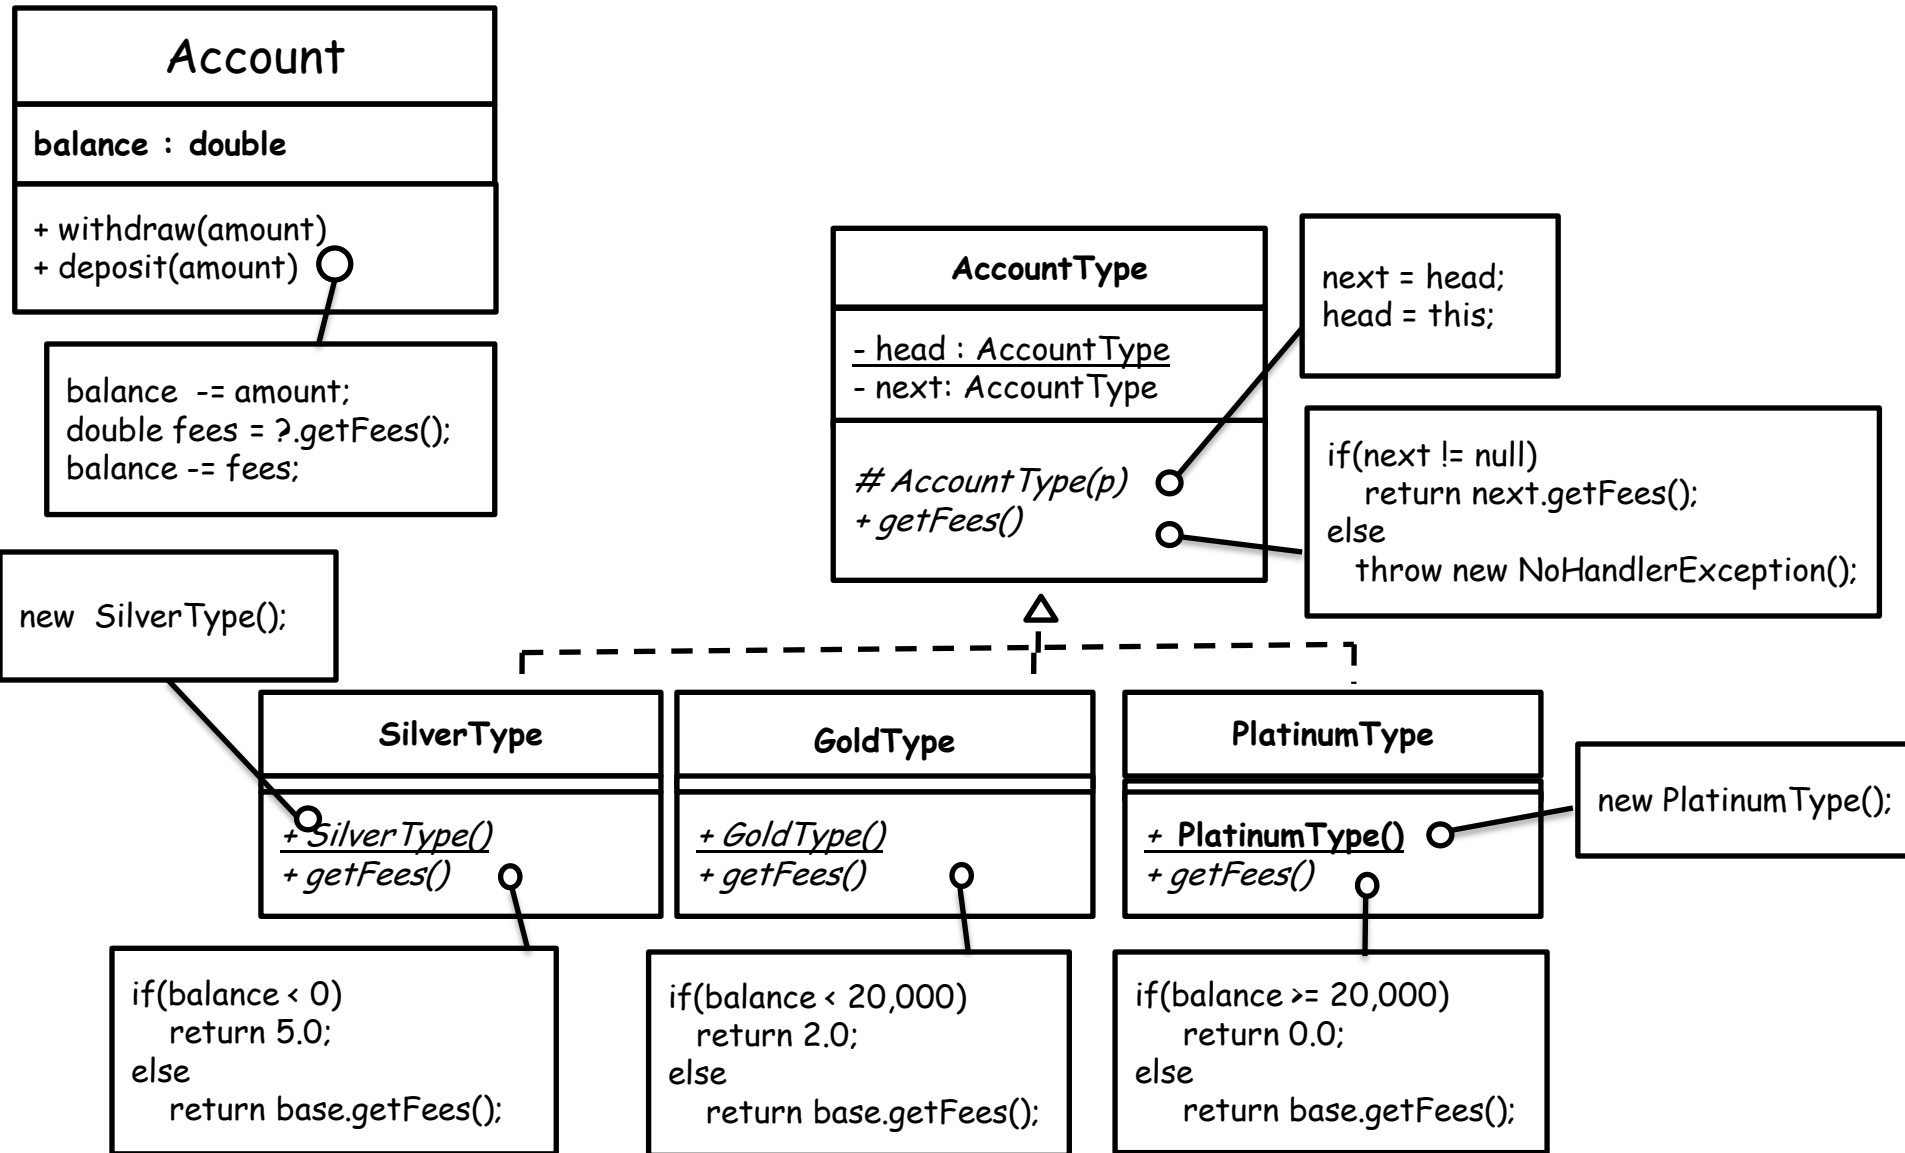 Account
balance : double
+ withdraw(amount)
+ deposit(amount)
balance -= amount;
double fees = ?.getFees();
balance -= fees;
AccountType
- head : AccountType
- next: AccountType
# AccountType(p)
+ getFees()
next = head;
head = this;
if(next != null)
return next.getFees();
else
throw new NoHandlerException();
new SilverType();
SilverType
+ SilverType()
+ getFees()
GoldType
+ GoldType()
+ getFees()
PlatinumType
+ PlatinumType()
+ getFees()
new PlatinumType();
if(balance < 0)
return 5.0;
else
return base.getFees();
if(balance < 20,000)
return 2.0;
else
return base.getFees();
if(balance >= 20,000)
return 0.0;
else
return base.getFees();